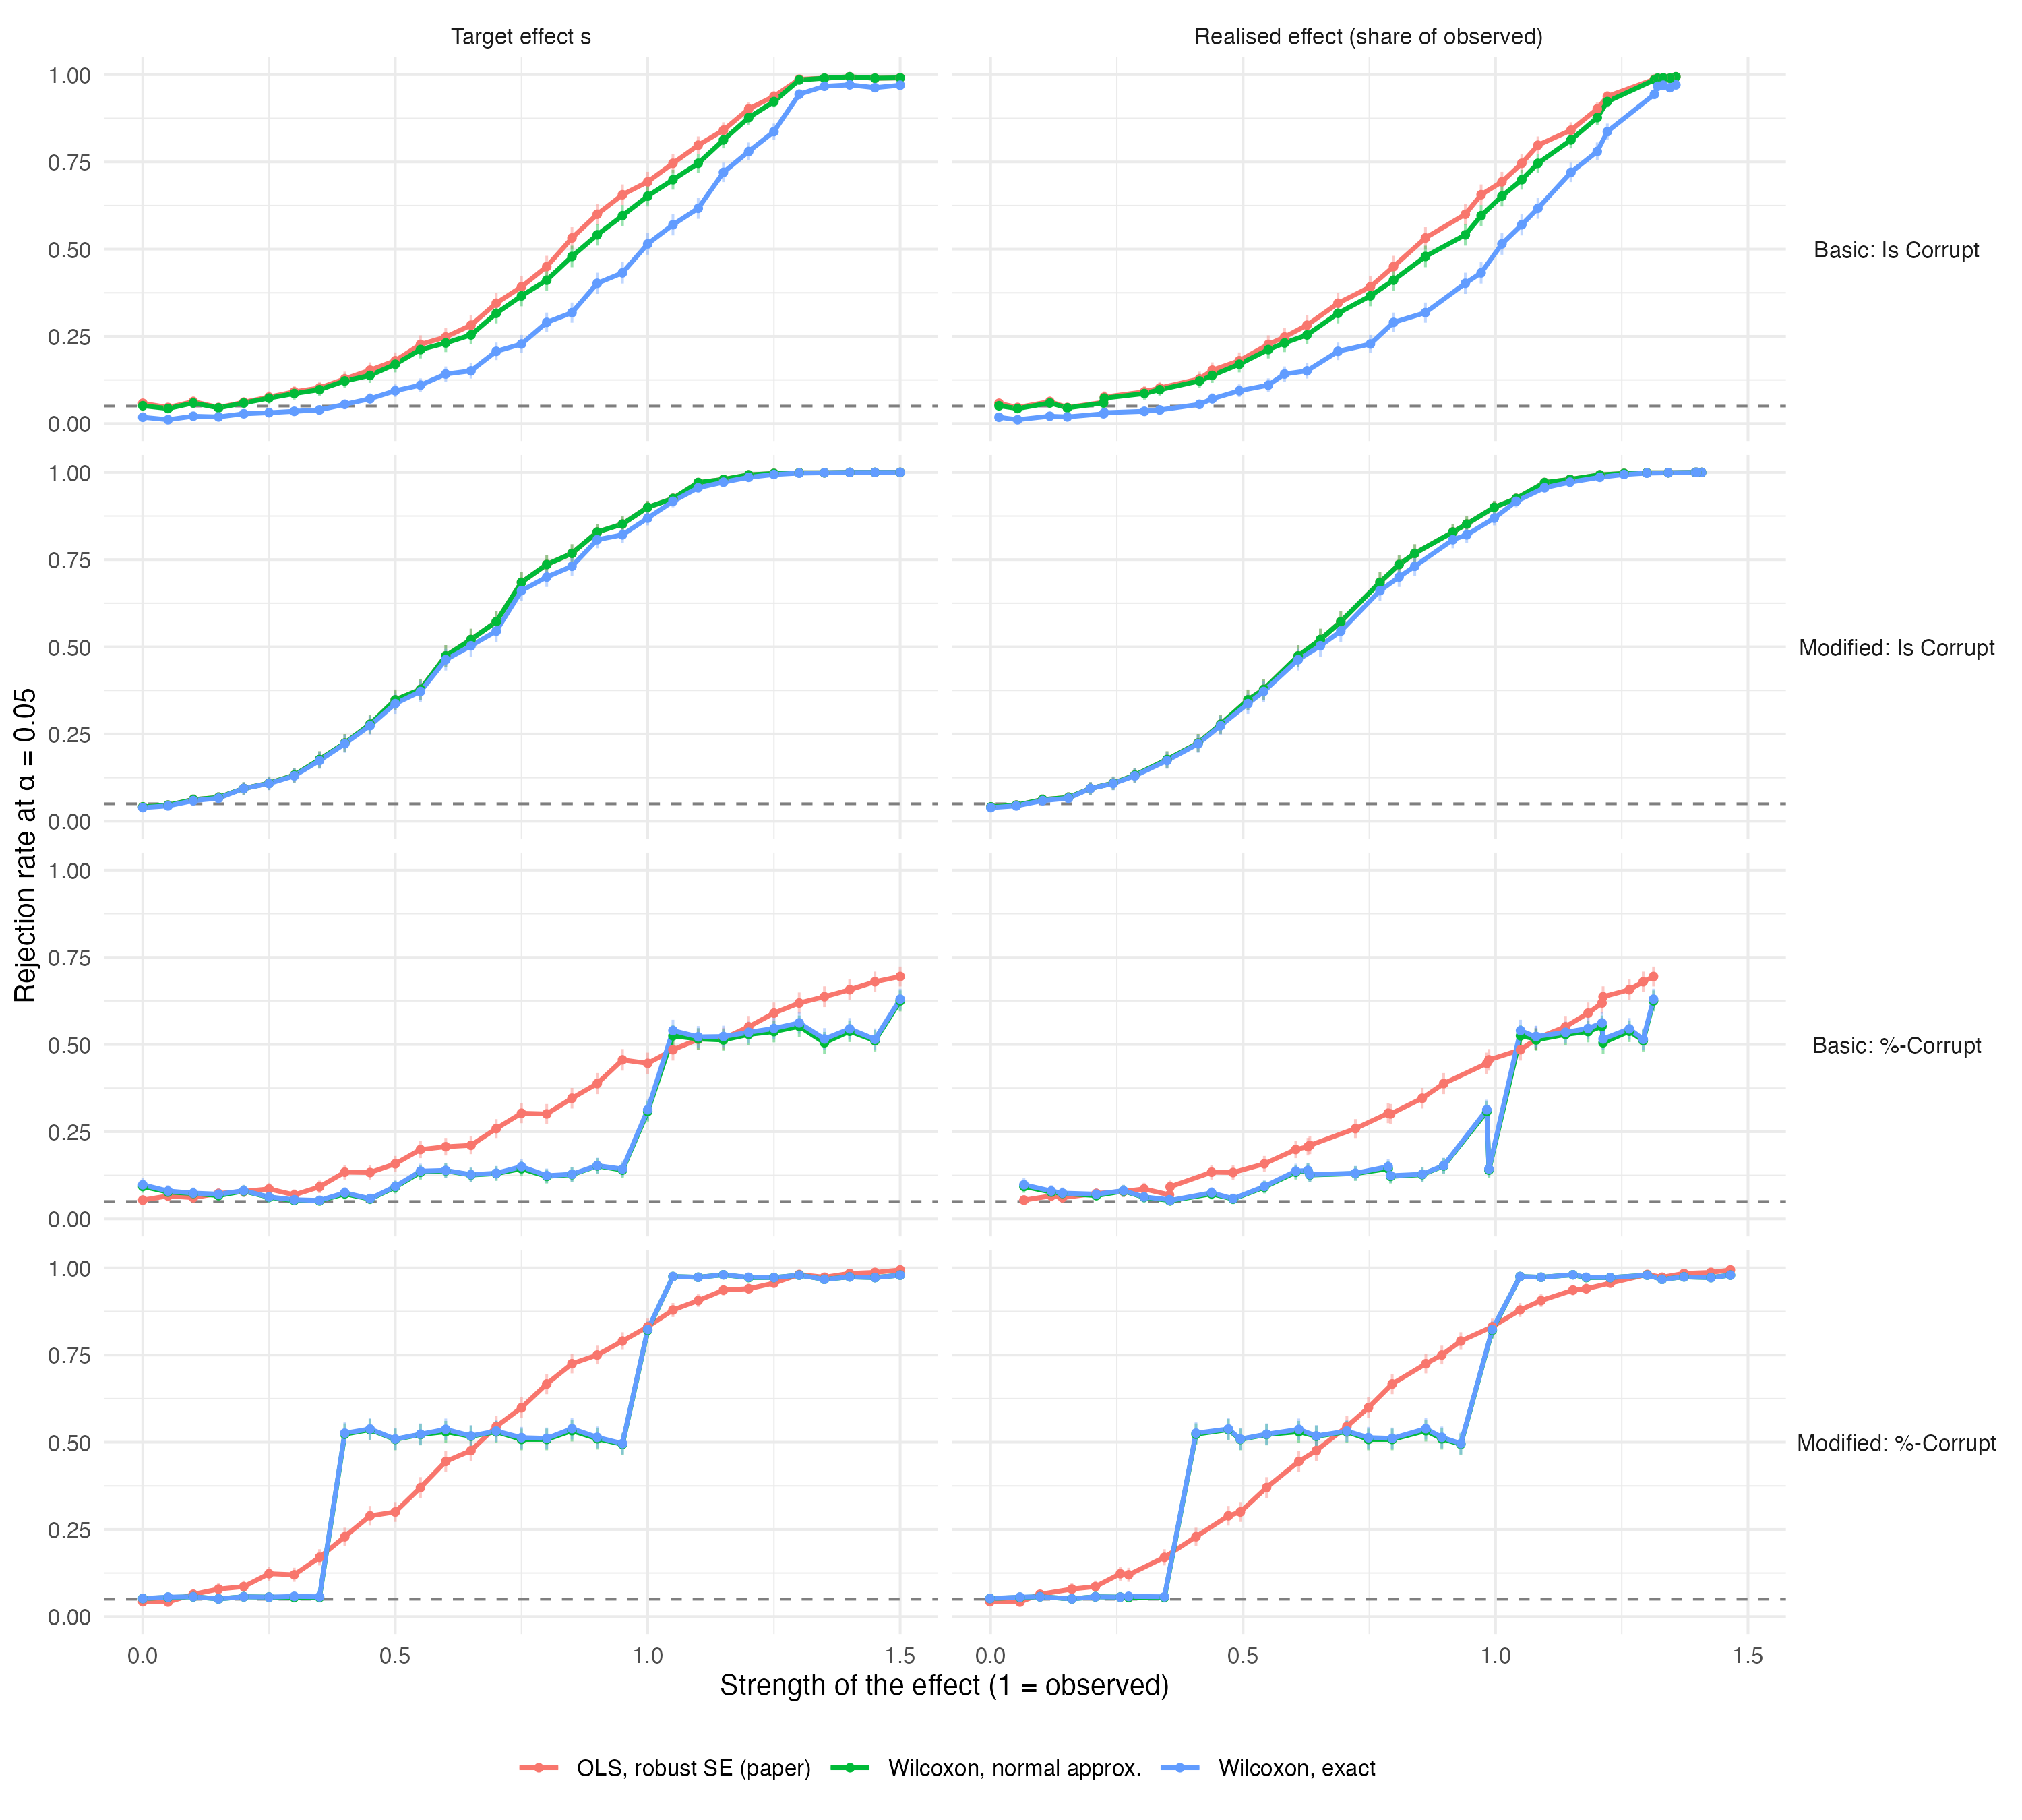 Target effect s
Realised effect (share of observed)
1.00
0.75
0.50
0.25
0.00
Basic: Is Corrupt
1.00
0.75
0.50
0.25
0.00
Modified: Is Corrupt
1.00
0.75
0.50
0.25
0.00
Basic: %-Corrupt
1.00
0.75
0.50
0.25
0.00
Modified: %-Corrupt
Rejection rate at α = 0.05
0.0 0.5 1.0 1.5
0.0 0.5 1.0 1.5
Strength of the effect (1 = observed)
OLS, robust SE (paper) Wilcoxon, normal approx. Wilcoxon, exact